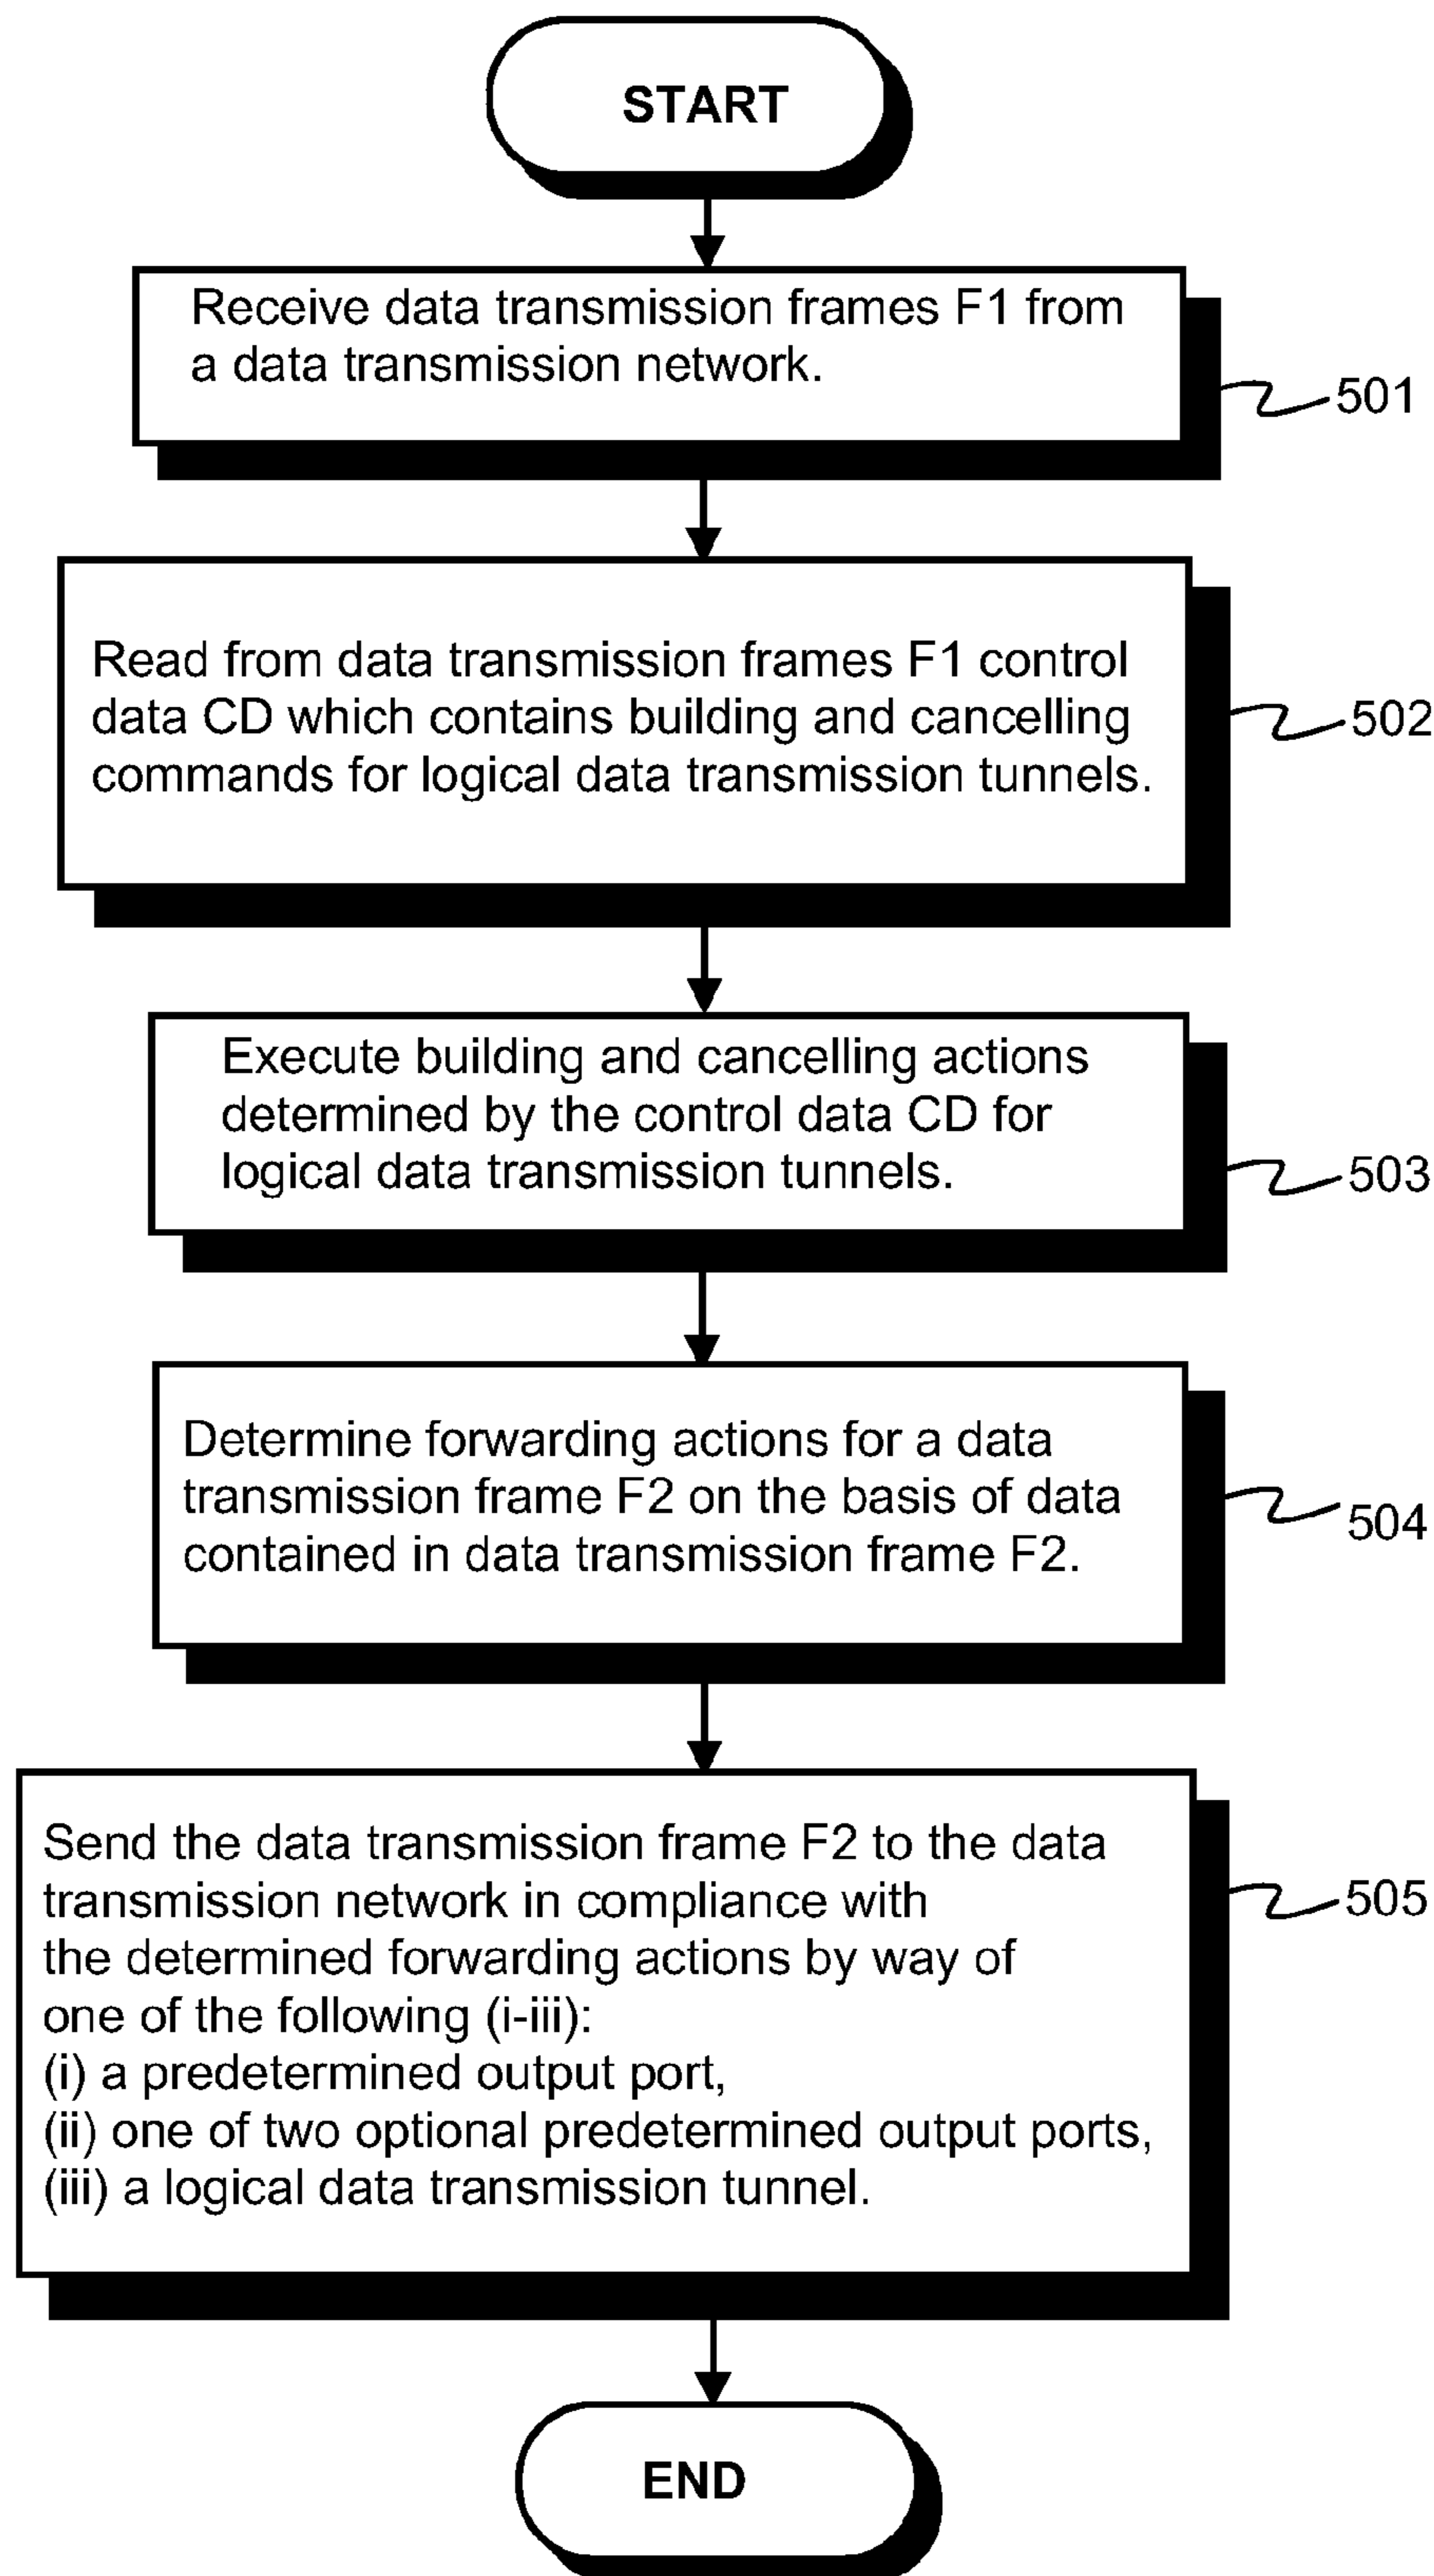 START
Receive data transmission frames F1 from
a data transmission network.
501
Read from data transmission frames F1 control
data CD which contains building and cancelling
commands for logical data transmission tunnels.
502
Execute building and cancelling actions
determined by the control data CD for
logical data transmission tunnels.
503
Determine forwarding actions for a data
transmission frame F2 on the basis of data
contained in data transmission frame F2.
504
Send the data transmission frame F2 to the data
transmission network in compliance with
the determined forwarding actions by way of
one of the following (i-iii):
(i) a predetermined output port,
(ii) one of two optional predetermined output ports,
(iii) a logical data transmission tunnel.
505
END